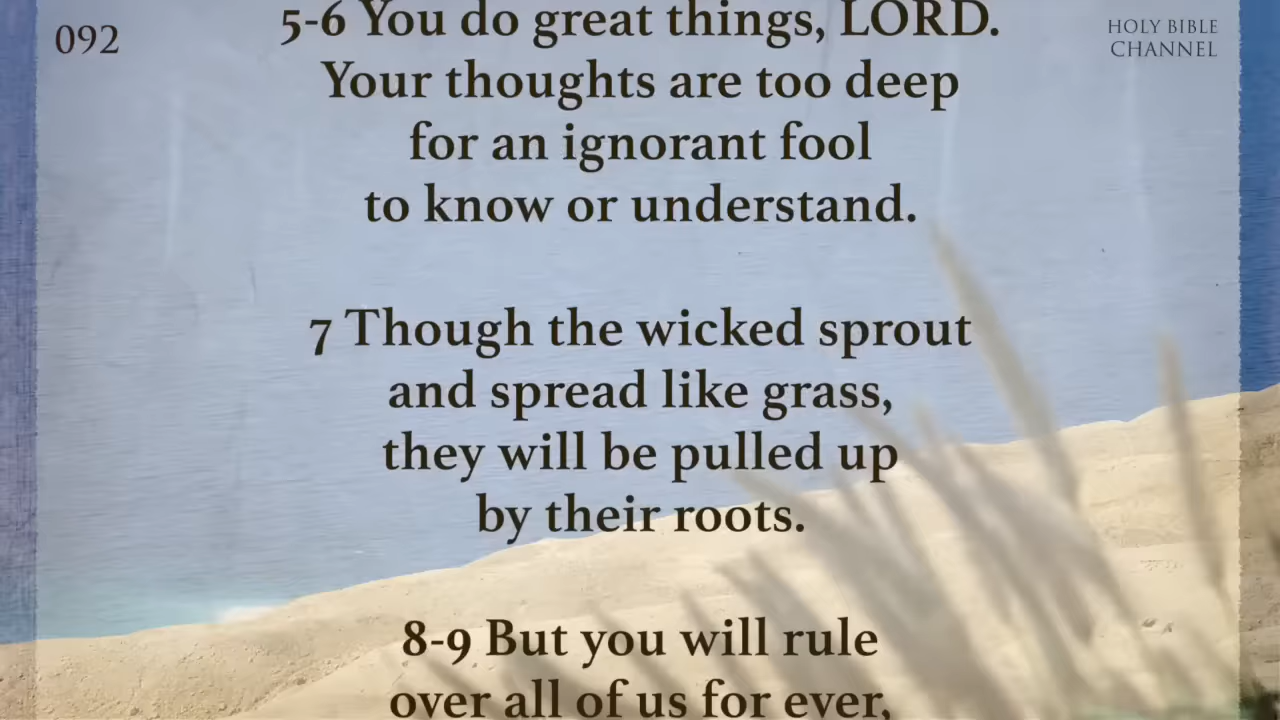 092
HOLY BIBLE
CHANNEL
5-6 You do great things, LORD.
Your thoughts are too deep
for an ignorant fool
to know or understand.
7 Though the wicked sprout
and spread like grass,
they will be pulled up
by their roots.
8-9 But you will rule
over all of us for ever,